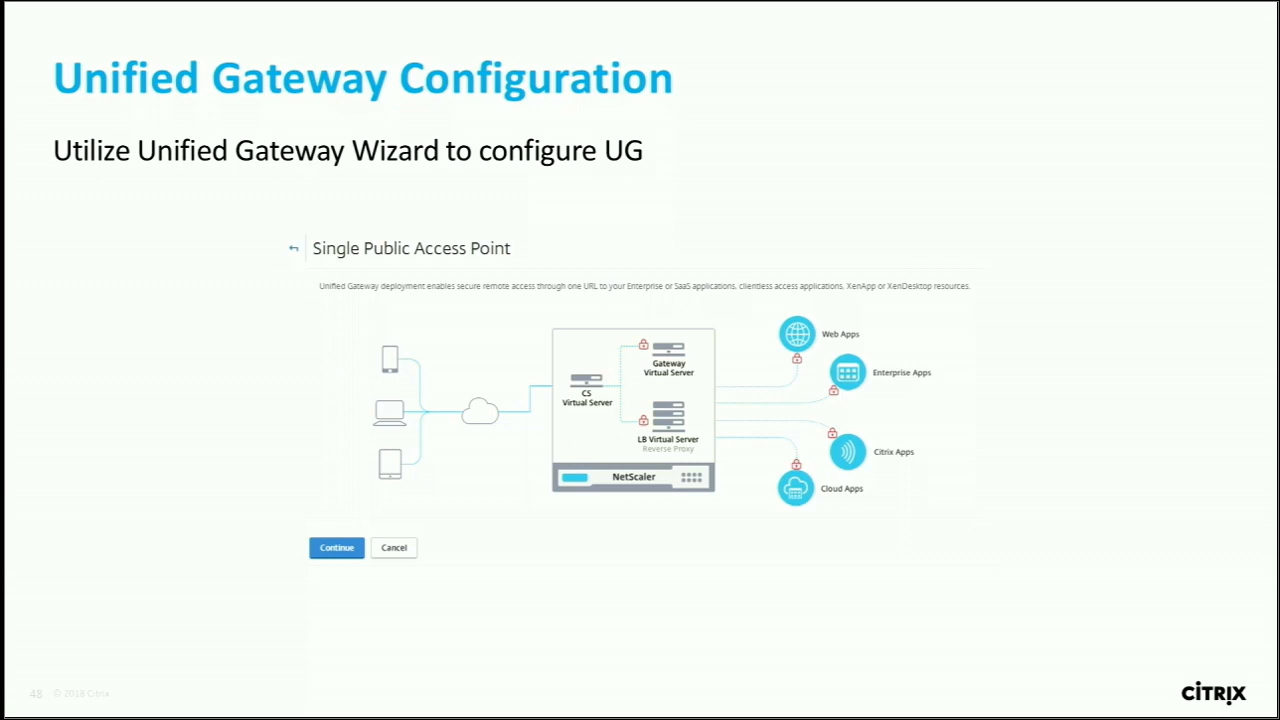 Unified Gateway Configuration
Utilize Unified Gateway Wizard to configure UG
Single Public Access Point
Unified Gateway deployment enables secure remote access through one URL to your Enterprise or SaaS applications, clientless access applications, XenApp or XenDesktop resources.
Web Apps
Gateway
Virtual Server
Enterprise Apps
CS
Virtual Server
LB Virtual Server
Reverse Proxy
Citrix Apps
NetScaler
Cloud Apps
Continue
Cancel
48 © 2018 Citrix
CİTRIX